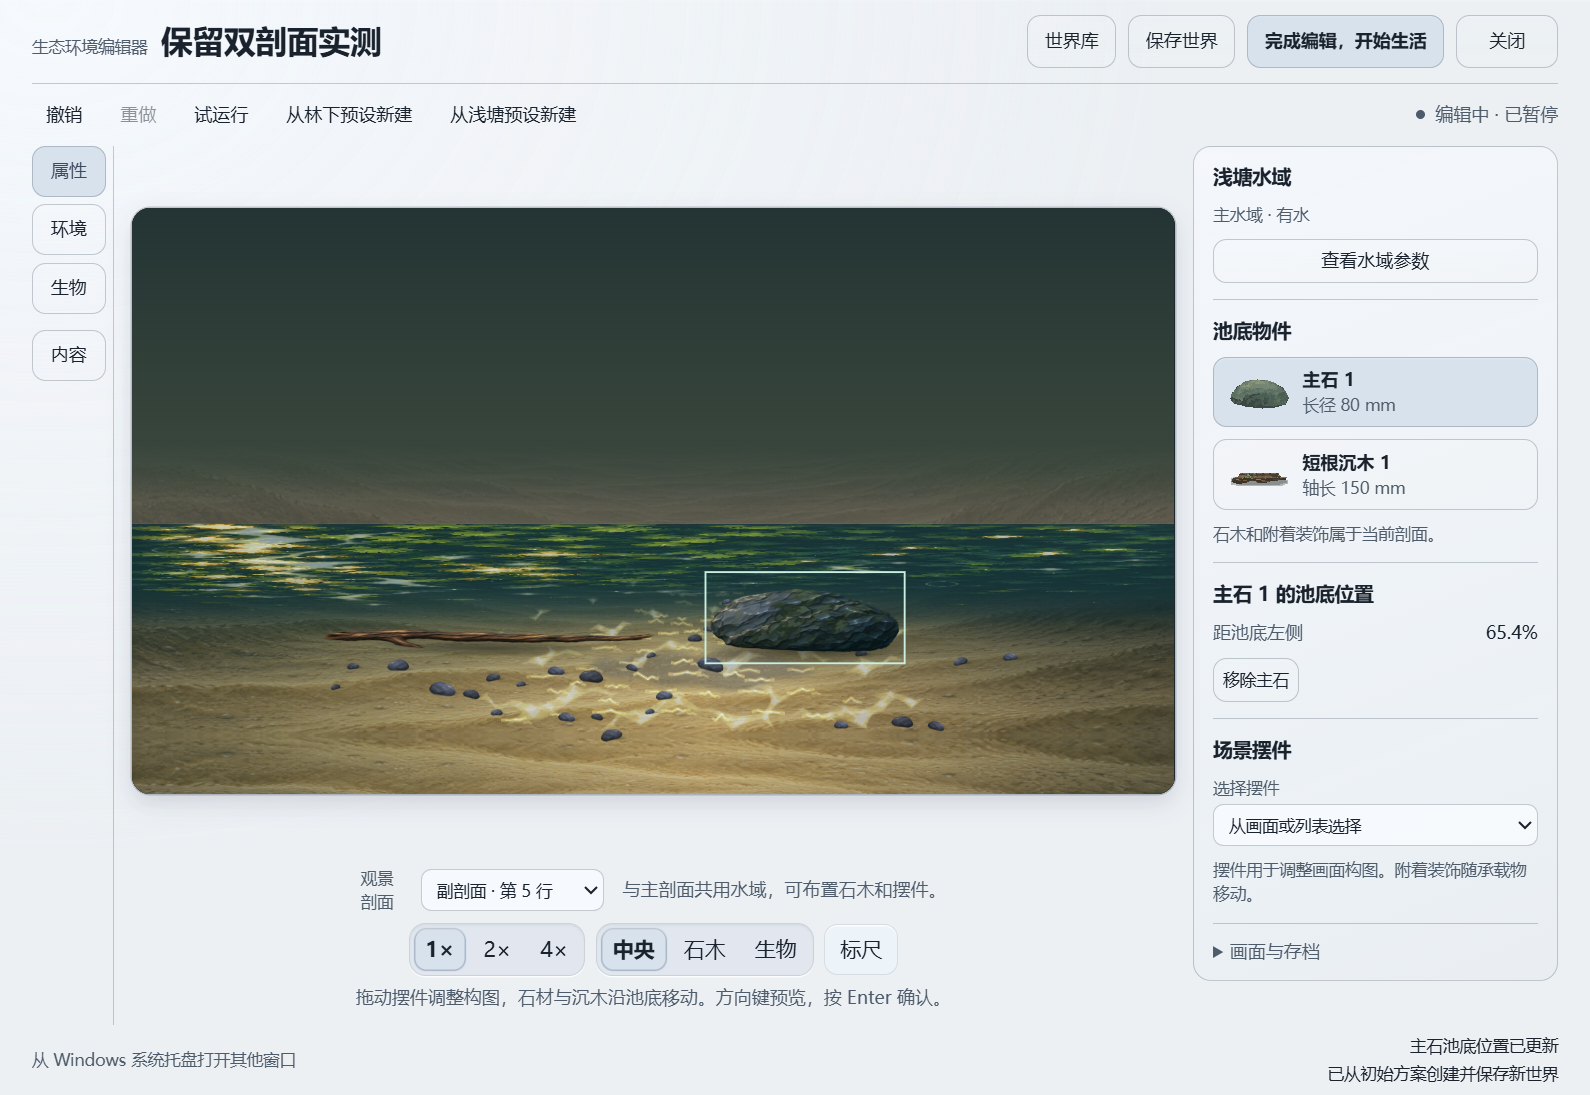 生态环境编辑器 保留双剖面实测
世界库 保存世界 完成编辑，开始生活 关闭
撤销 重做 试运行 从林下预设新建 从浅塘预设新建
编辑中 · 已暂停
属性
环境
生物
内容
浅塘水域
主水域 · 有水
查看水域参数
池底物件
主石 1
长径 80 mm
短根沉木 1
轴长 150 mm
石木和附着装饰属于当前剖面。
主石 1 的池底位置
距池底左侧 65.4%
移除主石
场景摆件
选择摆件
从画面或列表选择
摆件用于调整画面构图。附着装饰随承载物
移动。
画面与存档
观景
剖面
副剖面 · 第 5 行
与主剖面共用水域，可布置石木和摆件。
1× 2× 4× 中央 石木 生物 标尺
拖动摆件调整构图，石材与沉木沿池底移动。方向键预览，按 Enter 确认。
从 Windows 系统托盘打开其他窗口
主石池底位置已更新
已从初始方案创建并保存新世界